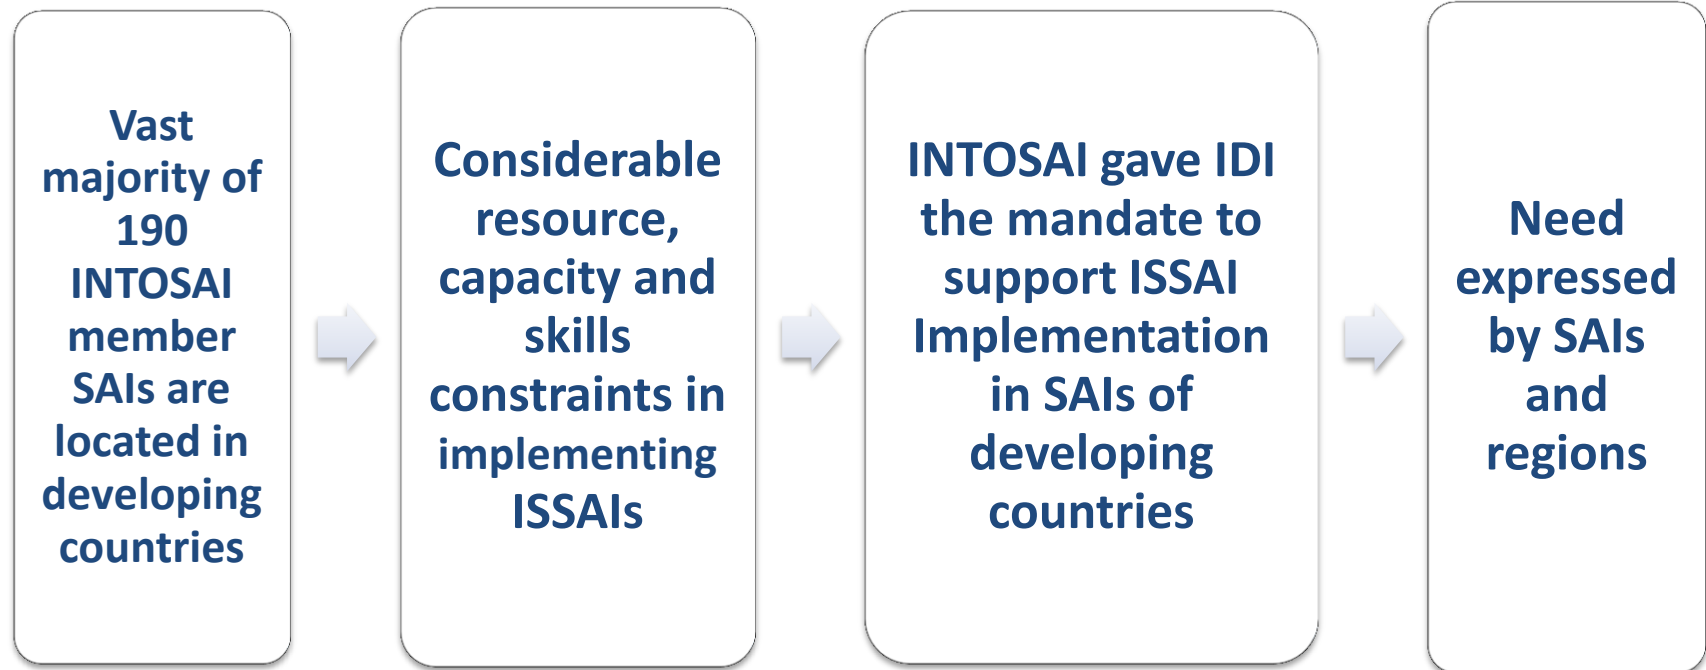 Vast
majority of
190
INTOSAI
member
SAIs are
located in
developing
countries
Considerable
resource,
capacity and
skills
constraints in
implementing
ISSAIs
INTOSAI gave IDI
the mandate to
support ISSAI
Implementation
in SAIs of
developing
countries
Need
expressed
by SAIs
and
regions